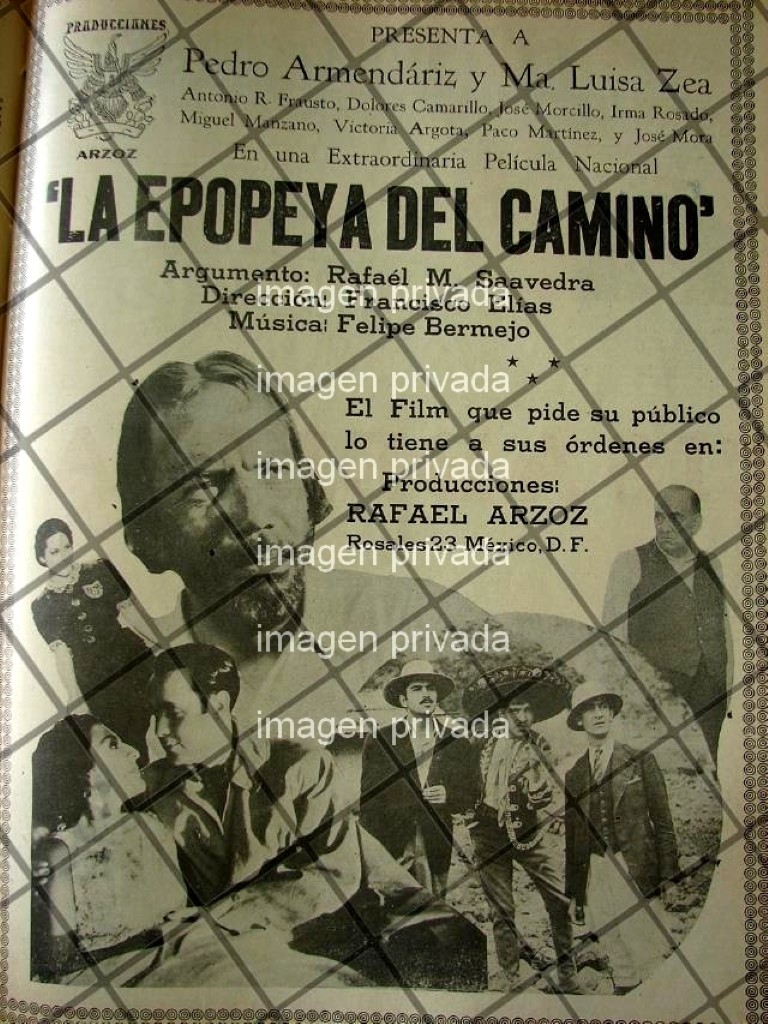 PRADUCCIANES
ARZOZ
PRESENTA A
Pedro Armendáriz y Ma. Luisa Zea
Antonio R. Frausto, Dolores Camarillo, José Morcillo, Irma Rosado,
Miguel Manzano, Victoria Argota, Paco Martínez, y José Mora
En una Extraordinaria Película Nacional
'LA EPOPEYA DEL CAMINO'
Argumento: Rafaél M. Saavedra
Dirección: Francisco Elías
imagen privada
Música: Felipe Bermejo
imagen privada
El Film que pide su público
lo tiene a sus órdenes en:
imagen privada
Producciones:
RAFAEL ARZOZ
Rosales 23 México, D. F.
imagen privada
imagen privada
imagen privada